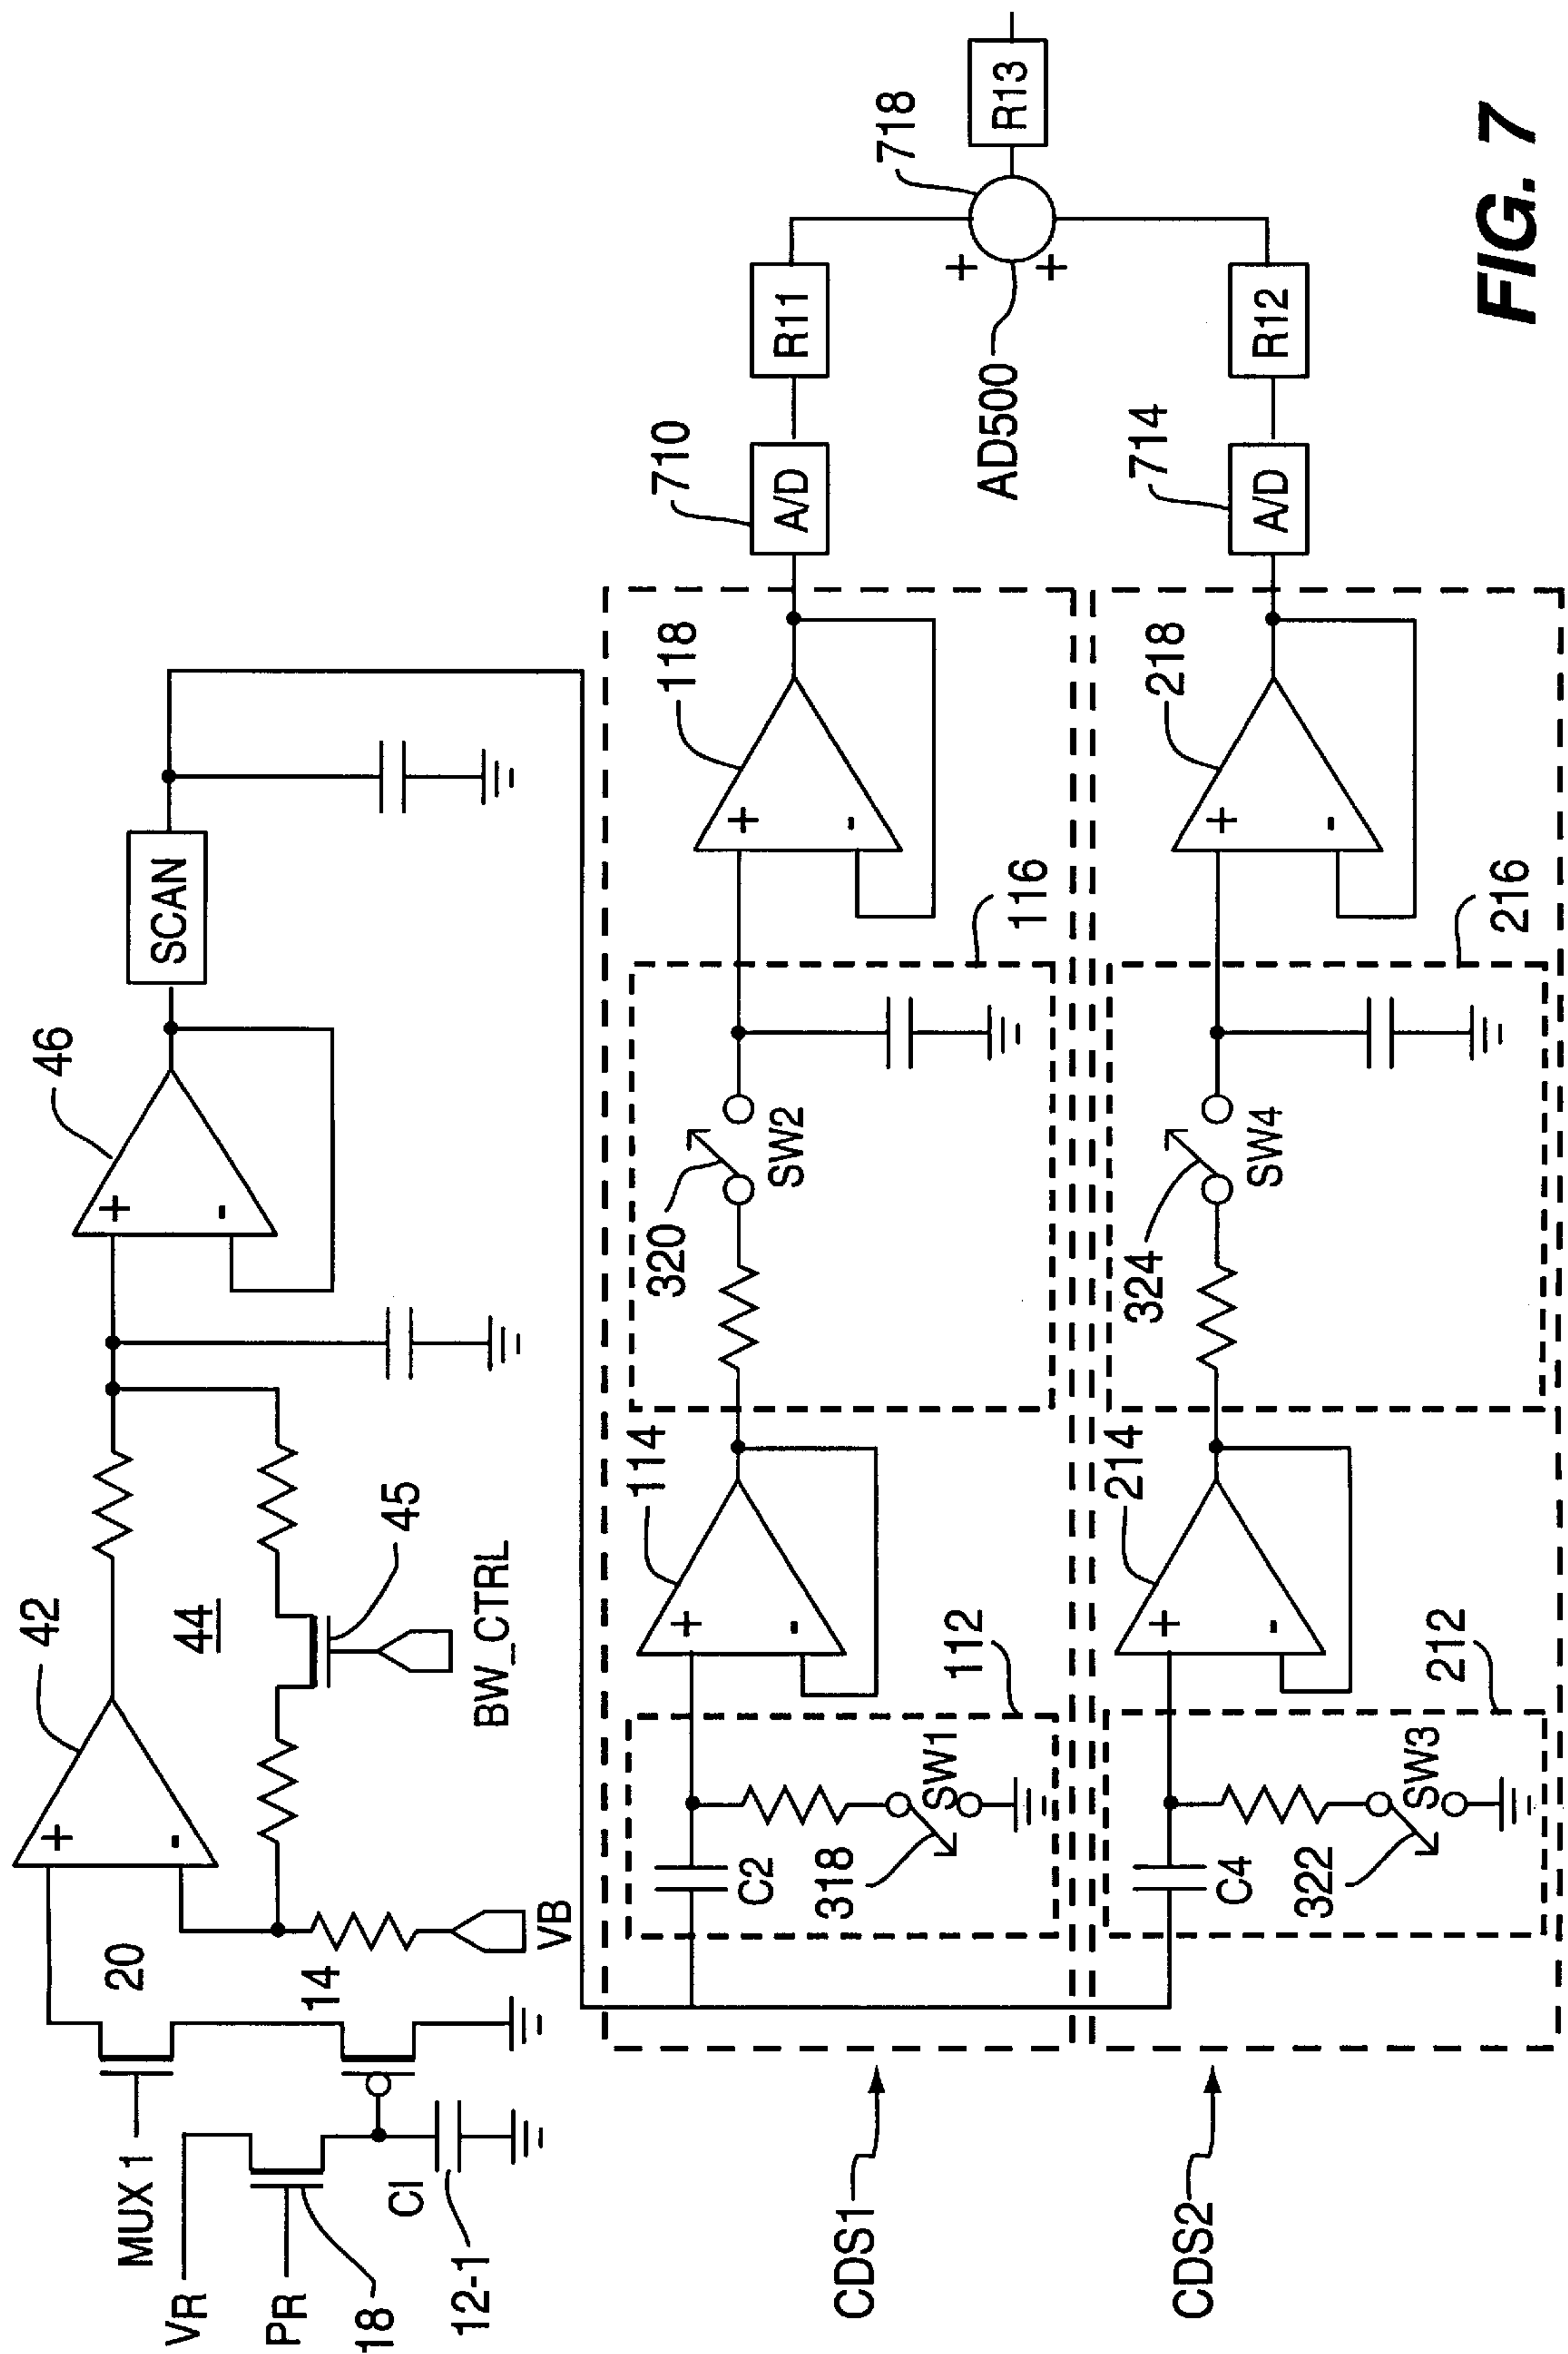 VR
PR
MUX 1
18
CI
12-1
20
14
VB
42
+
-
44
45
BW_CTRL
46
+
-
SCAN
CDS1
C2
318
SW1
112
114
+
-
320
SW2
116
118
+
-
710
A/D
R11
CDS2
C4
322
SW3
212
214
+
-
324
SW4
216
218
+
-
714
A/D
R12
AD500
+
+
718
R13
FIG. 7